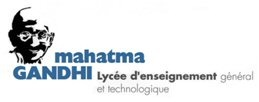 mahatma
GANDHI Lycée d'enseignement général
et technologique